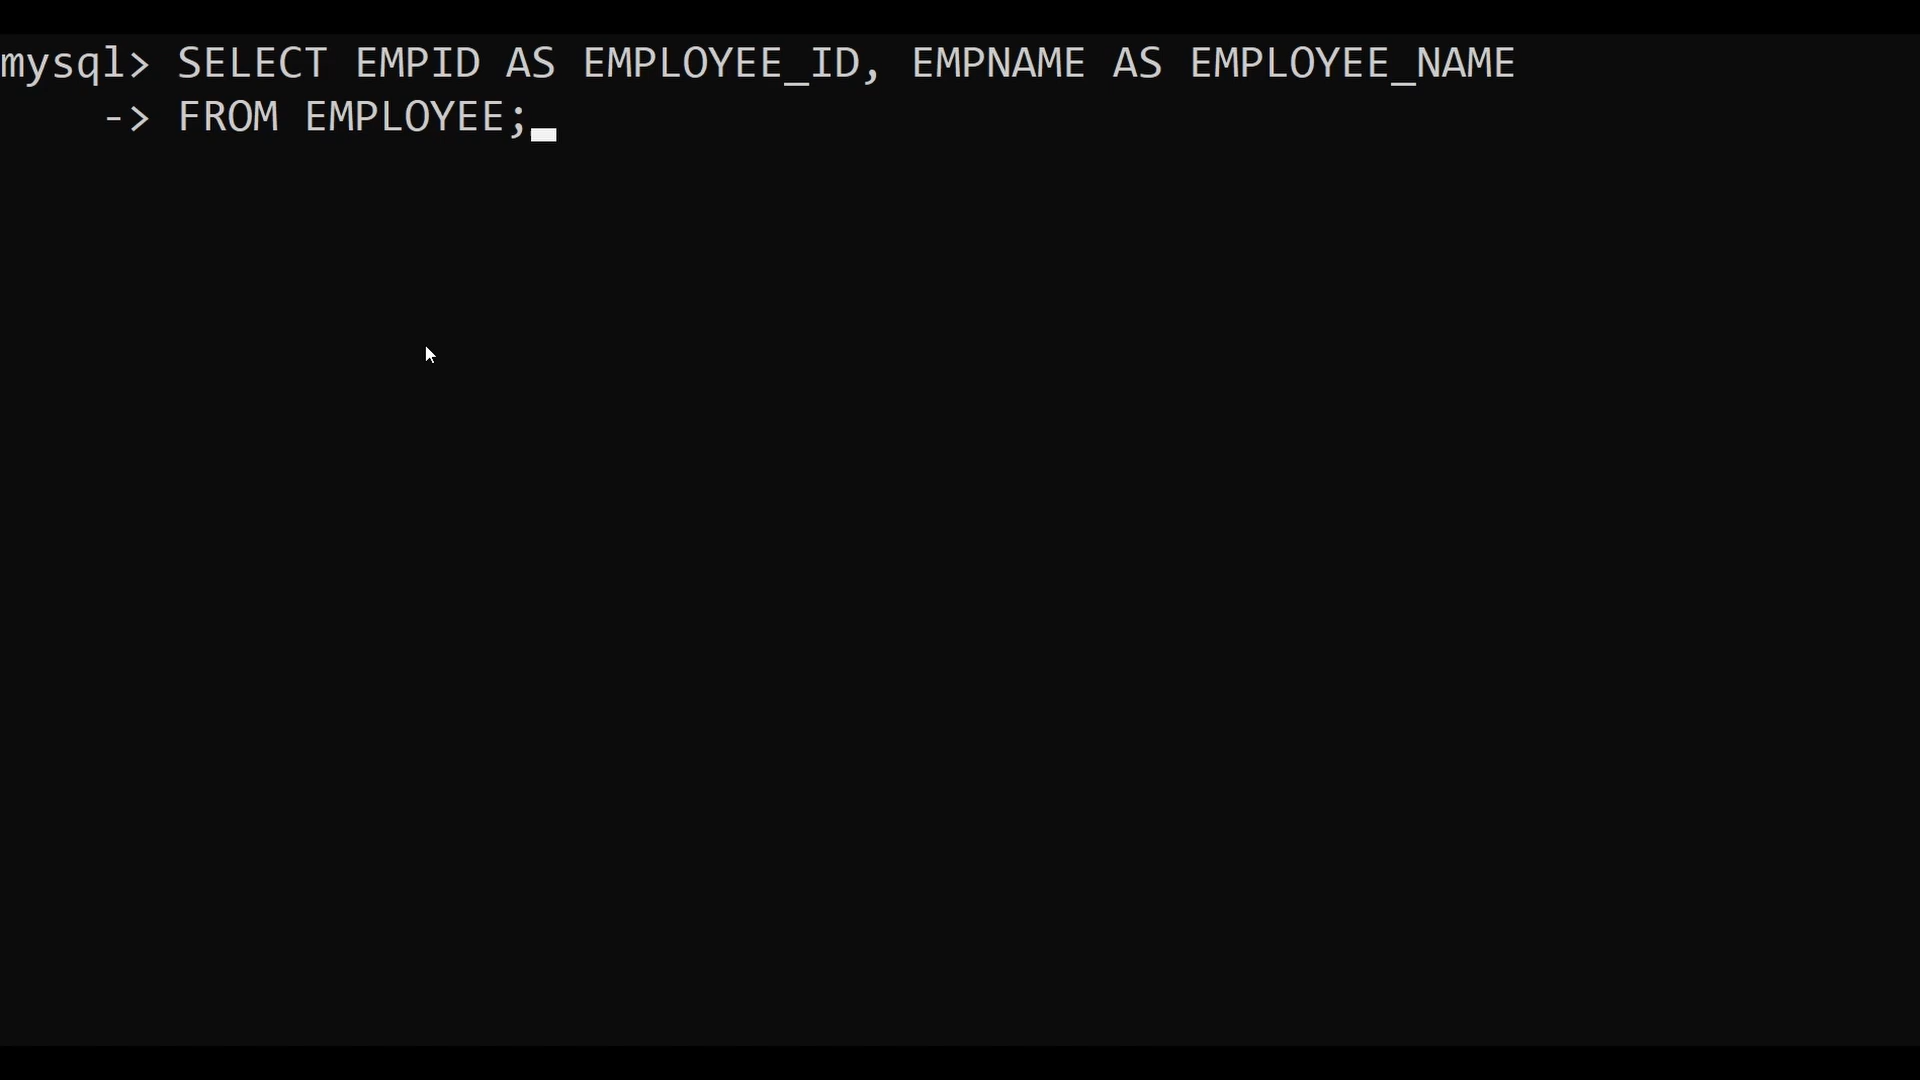 mysql> SELECT EMPID AS EMPLOYEE_ID, EMPNAME AS EMPLOYEE_NAME
    -> FROM EMPLOYEE;